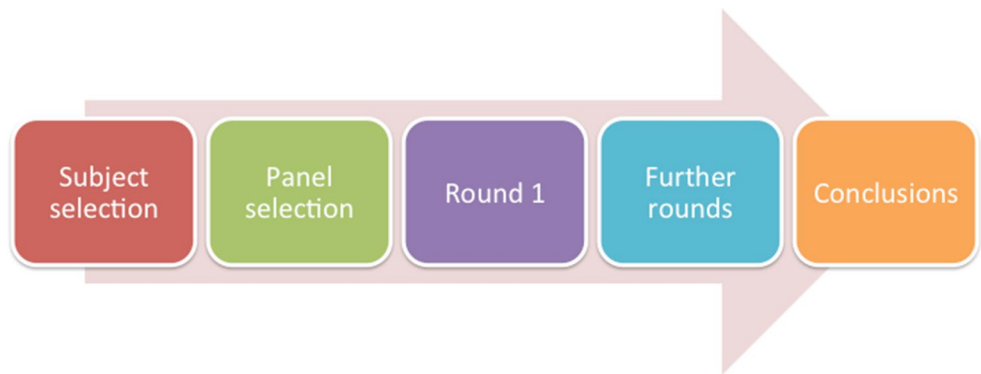 Subject
selection
Panel
selection
Round 1
Further
rounds
Conclusions